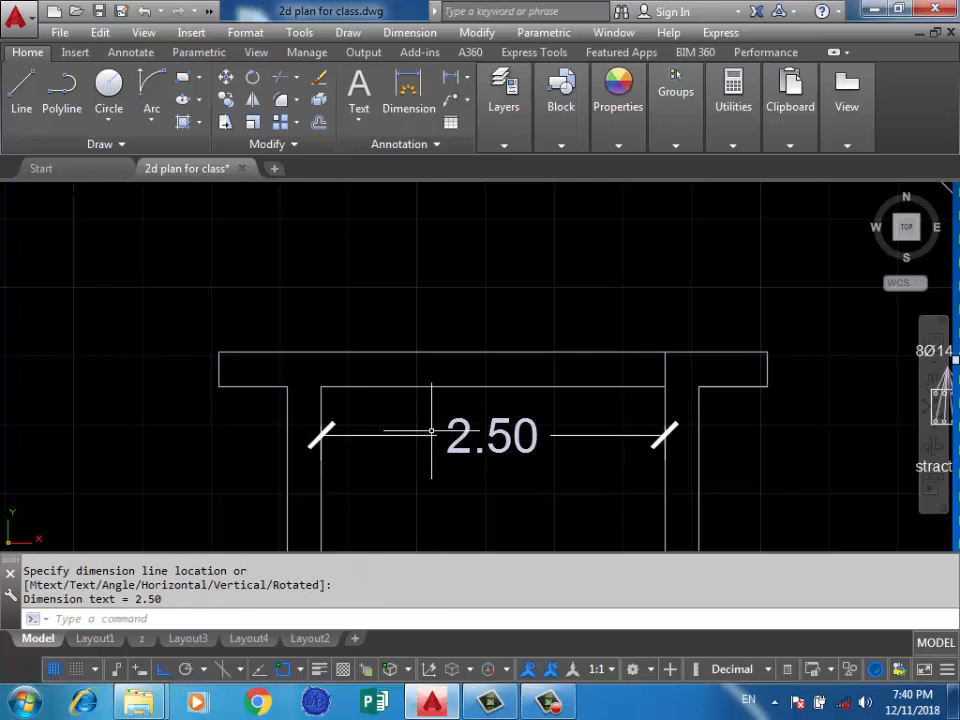 2d plan for class.dwg
Type a keyword or phrase
Sign In
File Edit View Insert Format Tools Draw Dimension Modify Parametric Window Help Express
Home Insert Annotate Parametric View Manage Output Add-ins A360 Express Tools Featured Apps BIM 360 Performance
Line Polyline Circle Arc Text Dimension Layers Block Properties Groups Utilities Clipboard View
Draw Modify Annotation
Start 2d plan for class*
N
W TOP E
S
WCS
8Ø14
2.50
stract
Y
X
Specify dimension line location or
[Mtext/Text/Angle/Horizontal/Vertical/Rotated]:
Dimension text = 2.50
Type a command
Model Layout1 z Layout3 Layout4 Layout2
MODEL
1:1 Decimal
EN
7:40 PM
12/11/2018